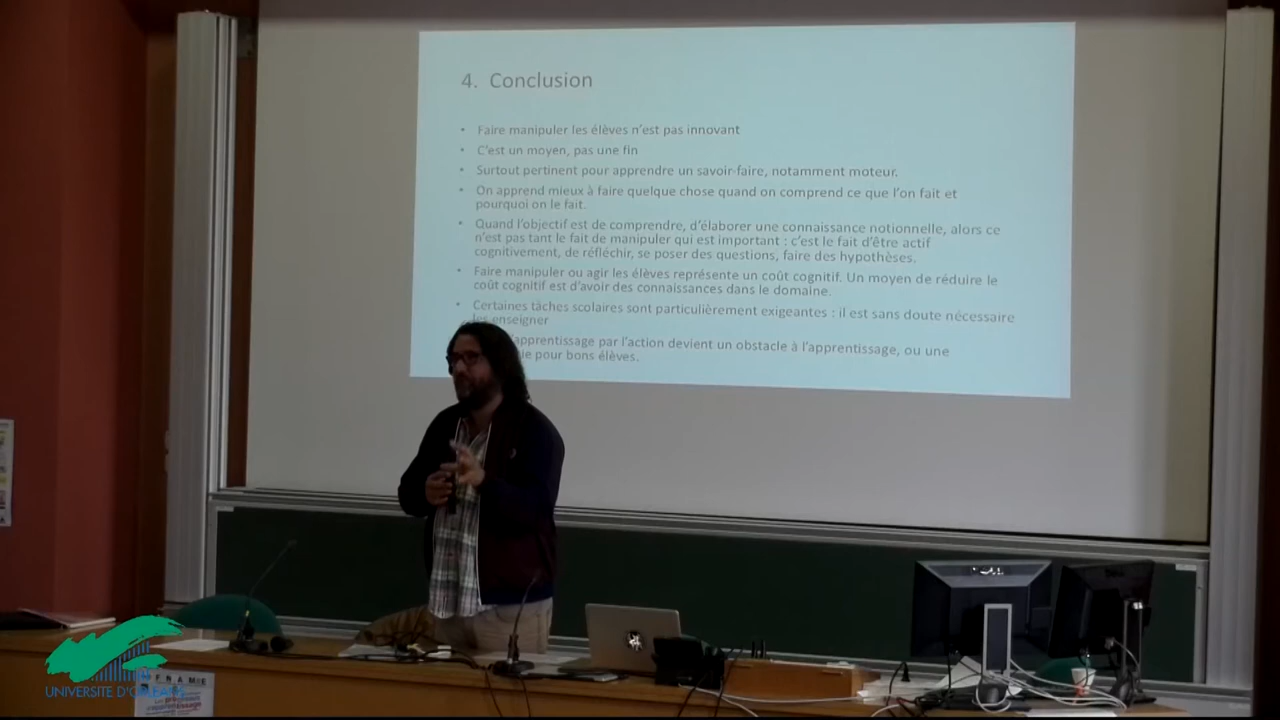 4. Conclusion
• Faire manipuler les élèves n'est pas innovant
• C'est un moyen, pas une fin
• Surtout pertinent pour apprendre un savoir-faire, notamment moteur.
• On apprend mieux à faire quelque chose quand on comprend ce que l'on fait et
pourquoi on le fait.
• Quand l'objectif est de comprendre, d'élaborer une connaissance notionnelle, alors ce
n'est pas tant le fait de manipuler qui est important : c'est le fait d'être actif
cognitivement, de réfléchir, se poser des questions, faire des hypothèses.
• Faire manipuler ou agir les élèves représente un coût cognitif. Un moyen de réduire le
coût cognitif est d'avoir des connaissances dans le domaine.
• Certaines tâches scolaires sont particulièrement exigeantes : il est sans doute nécessaire
les enseigner
l'apprentissage par l'action devient un obstacle à l'apprentissage, ou une
pour bons élèves.
UNIVERSITE D'ORLEANS
FRAME
apprentissage